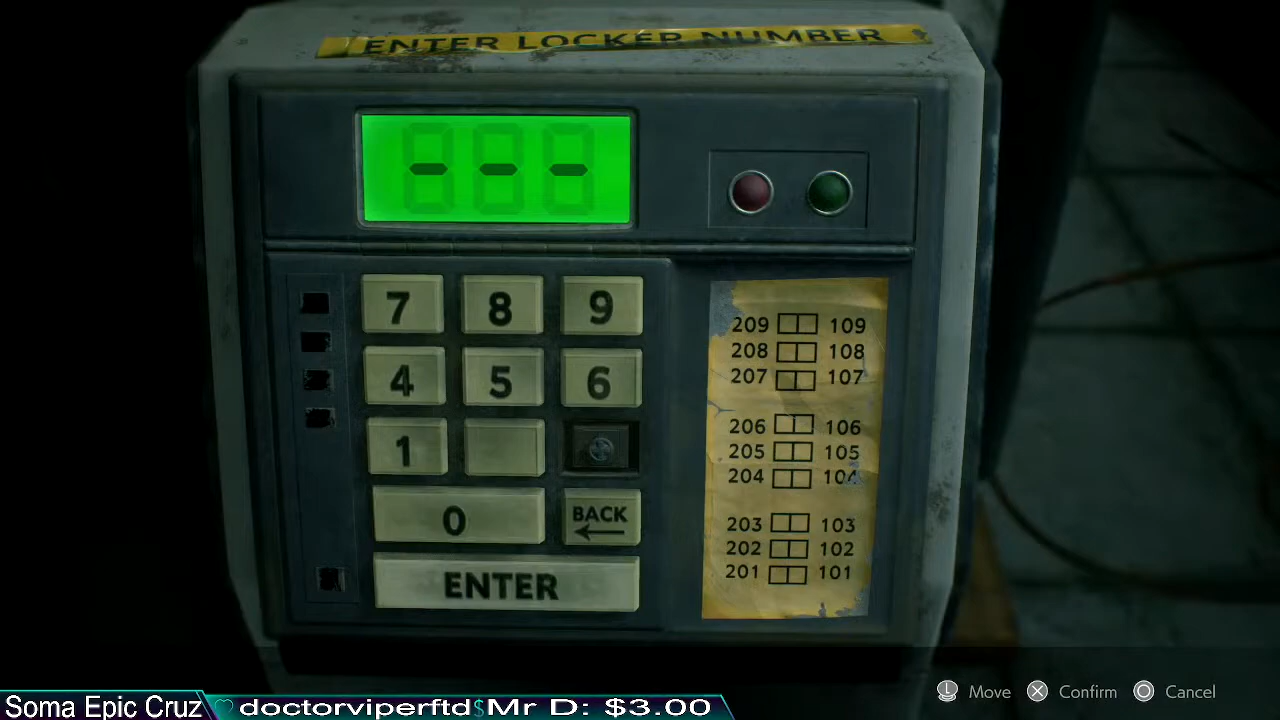 ENTER LOCKER NUMBER
- - -
7 8 9
4 5 6
1
0 BACK
ENTER
209 109
208 108
207 107
206 106
205 105
204 104
203 103
202 102
201 101
L Move Confirm Cancel
Soma Epic Cruz doctorviperftd $ Mr D: $3.00